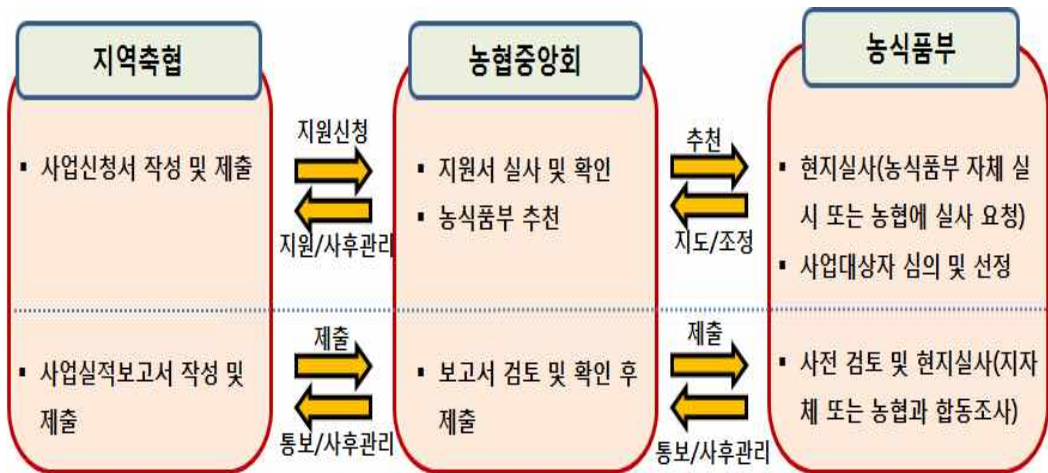 지역축협
농협중앙회
농식품부
▪ 사업신청서 작성 및 제출
지원신청
지원/사후관리
▪ 지원서 실사 및 확인
▪ 농식품부 추천
추천
지도/조정
▪ 현지실사(농식품부 자체 실
시 또는 농협에 실사 요청)
▪ 사업대상자 심의 및 선정
▪ 사업실적보고서 작성 및
제출
제출
통보/사후관리
▪ 보고서 검토 및 확인 후
제출
제출
통보/사후관리
▪ 사전 검토 및 현지실사(지자
체 또는 농협과 합동조사)